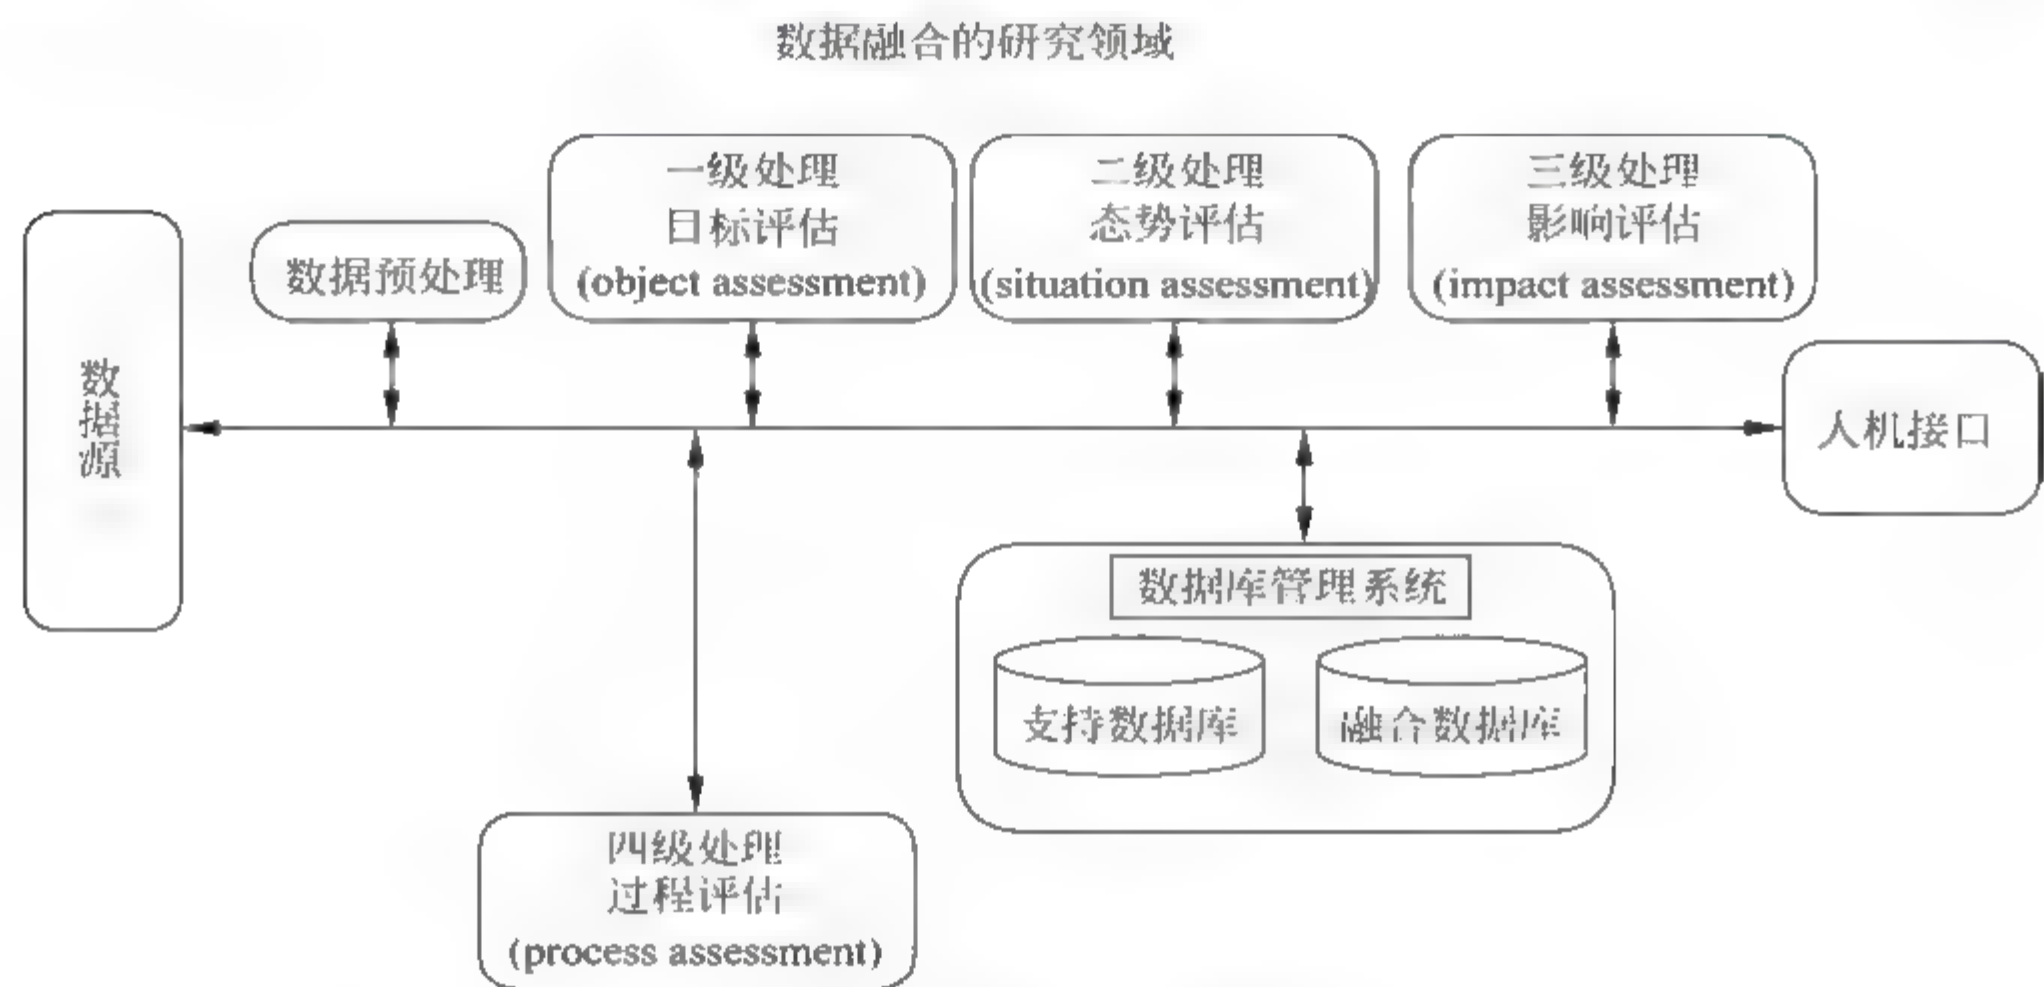 数据融合的研究领域
数据源
数据预处理
一级处理
目标评估
(object assessment)
二级处理
态势评估
(situation assessment)
三级处理
影响评估
(impact assessment)
人机接口
数据库管理系统
支持数据库
融合数据库
四级处理
过程评估
(process assessment)